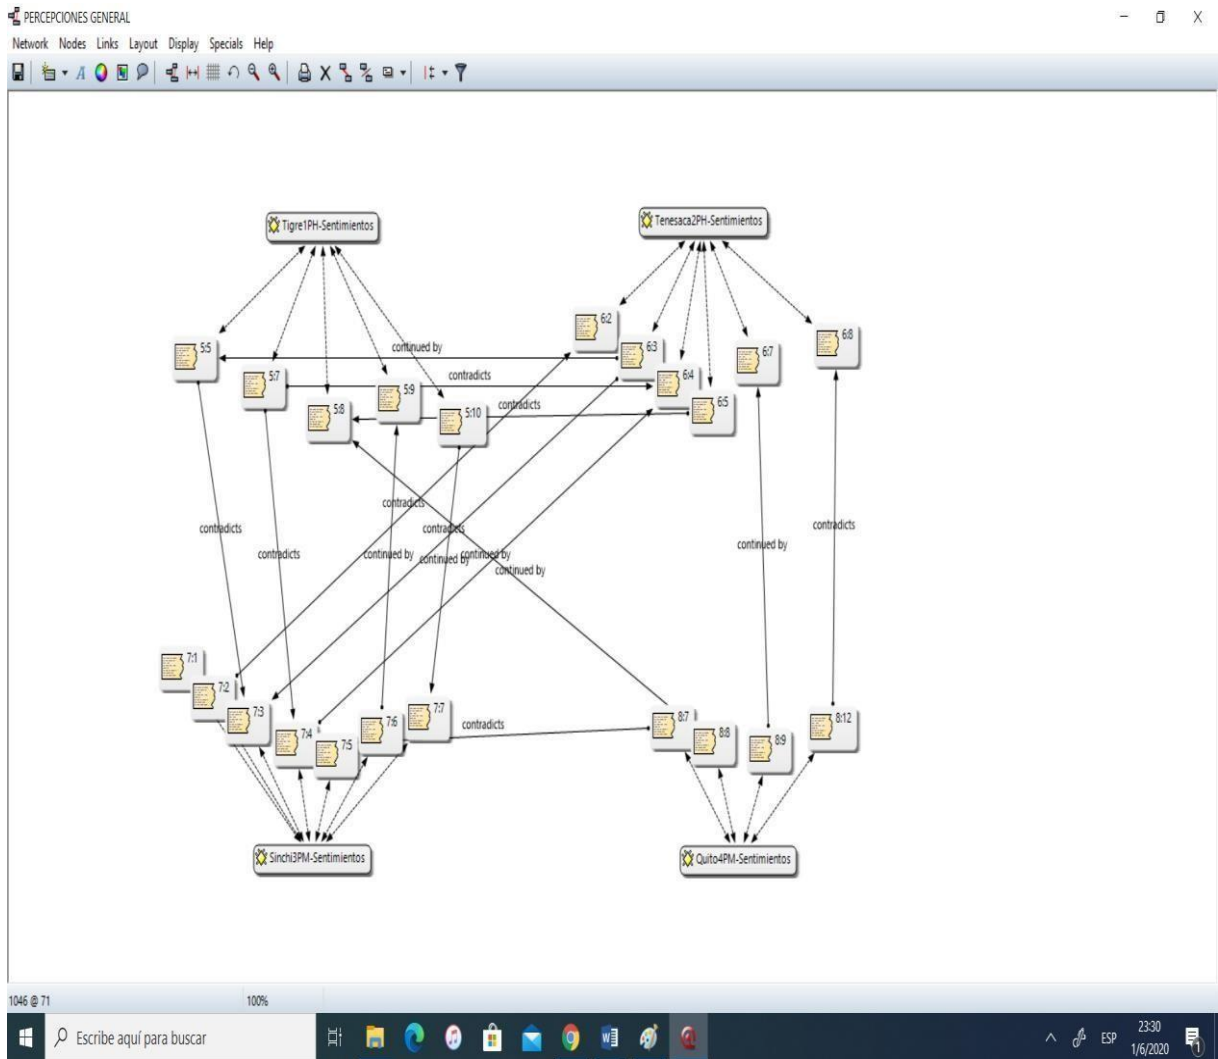 PERCEPCIONES GENERAL
Network Nodes Links Layout Display Specials Help
Tigre1PH-Sentimientos
Tenesaca2PH-Sentimientos
6:2
6:8
5:5
continued by
6:3
6:7
5:7
contradicts
6:4
5:9
5:8
5:10
contradicts
6:5
contradicts
contradicts
contradicts
contradicts
contradicts
continued by
continued by
continued by
continued by
continued by
7:1
7:2
7:3
7:4
7:5
7:6
7:7
contradicts
8:7
8:8
8:9
8:12
Sinchi3PM-Sentimientos
Quito4PM-Sentimientos
1046 @ 71
100%
Escribe aquí para buscar
ESP
23:30
1/6/2020
1